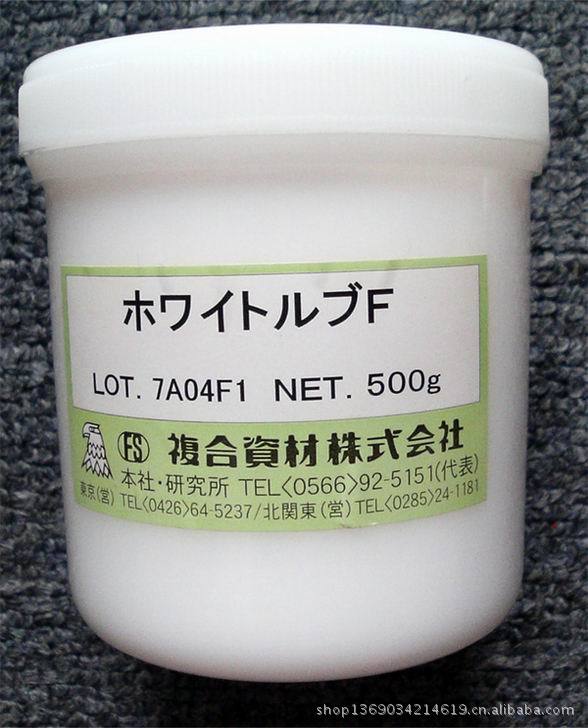 ホワイトルブF
LOT. 7A04F1 NET. 500g
FS 複合資材株式会社
本社・研究所 TEL〈0566〉92-5151(代表)
東京(営) TEL〈0426〉64-5237/北関東(営)TEL〈0285〉24-1181
shop1369034214619.cn.alibaba.com